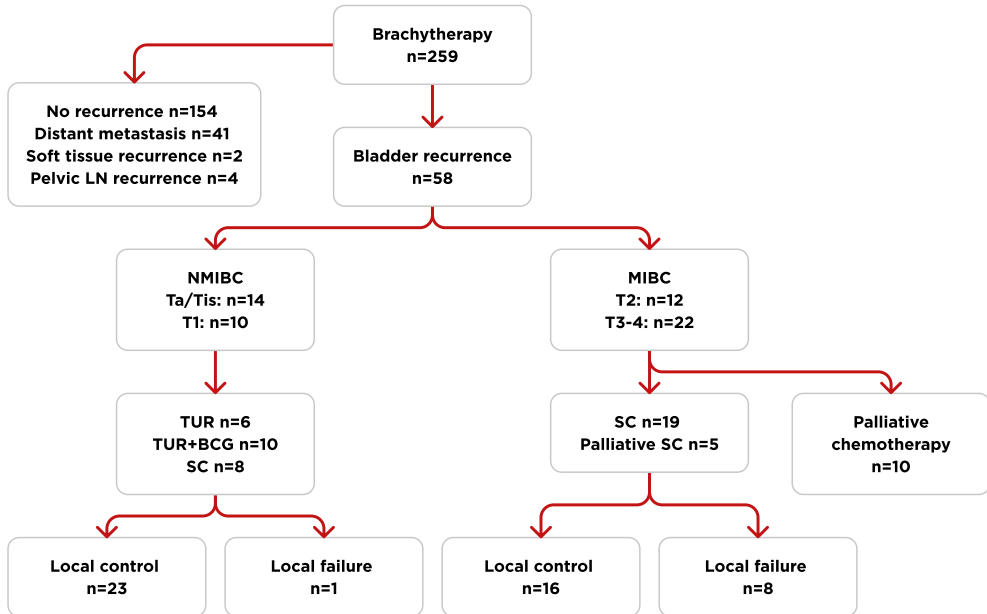 Brachytherapy
n=259
No recurrence n=154
Distant metastasis n=41
Soft tissue recurrence n=2
Pelvic LN recurrence n=4
Bladder recurrence
n=58
NMIBC
Ta/Tis: n=14
T1: n=10
MIBC
T2: n=12
T3-4: n=22
TUR n=6
TUR+BCG n=10
SC n=8
SC n=19
Palliative SC n=5
Palliative
chemotherapy
n=10
Local control
n=23
Local failure
n=1
Local control
n=16
Local failure
n=8